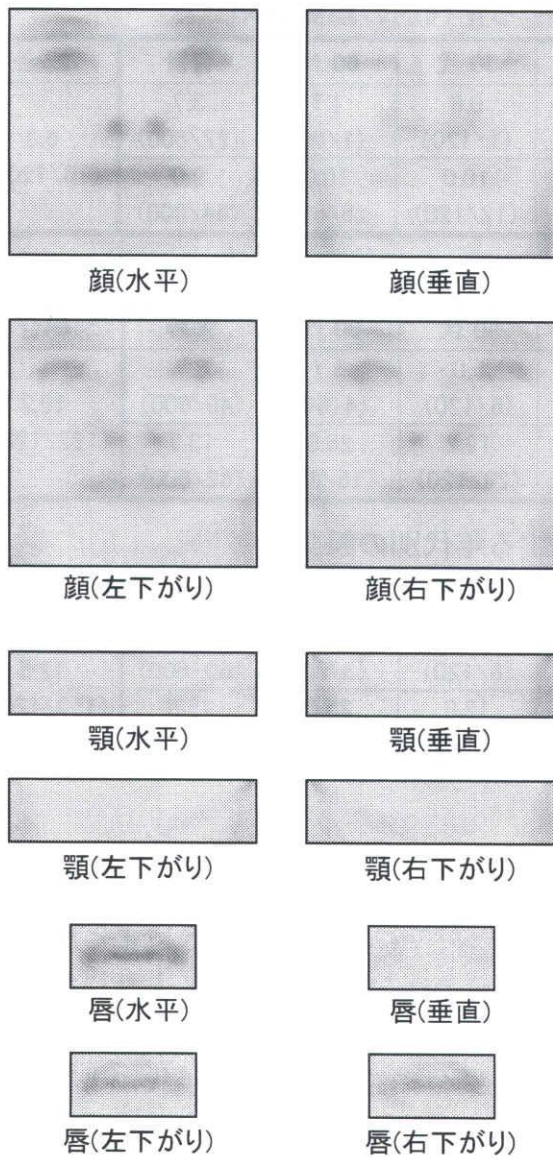 顔(水平) 顔(垂直)
顔(左下がり) 顔(右下がり)
顎(水平) 顎(垂直)
顎(左下がり) 顎(右下がり)
唇(水平) 唇(垂直)
唇(左下がり) 唇(右下がり)